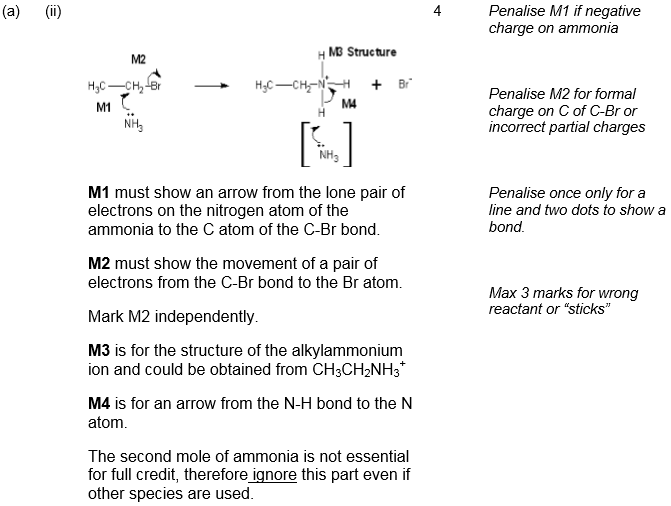 (a) (ii) 4 Penalise M1 if negative
charge on ammonia
M2
H M3 Structure
H₃C—CH₂—Br H₃C—CH₂—N⁺—H + Br⁻
M1 M4
H
NH₃
NH₃
Penalise M2 for formal
charge on C of C-Br or
incorrect partial charges
M1 must show an arrow from the lone pair of
electrons on the nitrogen atom of the
ammonia to the C atom of the C-Br bond.
Penalise once only for a
line and two dots to show a
bond.
M2 must show the movement of a pair of
electrons from the C-Br bond to the Br atom.
Mark M2 independently.
Max 3 marks for wrong
reactant or “sticks”
M3 is for the structure of the alkylammonium
ion and could be obtained from CH₃CH₂NH₃⁺
M4 is for an arrow from the N-H bond to the N
atom.
The second mole of ammonia is not essential
for full credit, therefore ignore this part even if
other species are used.